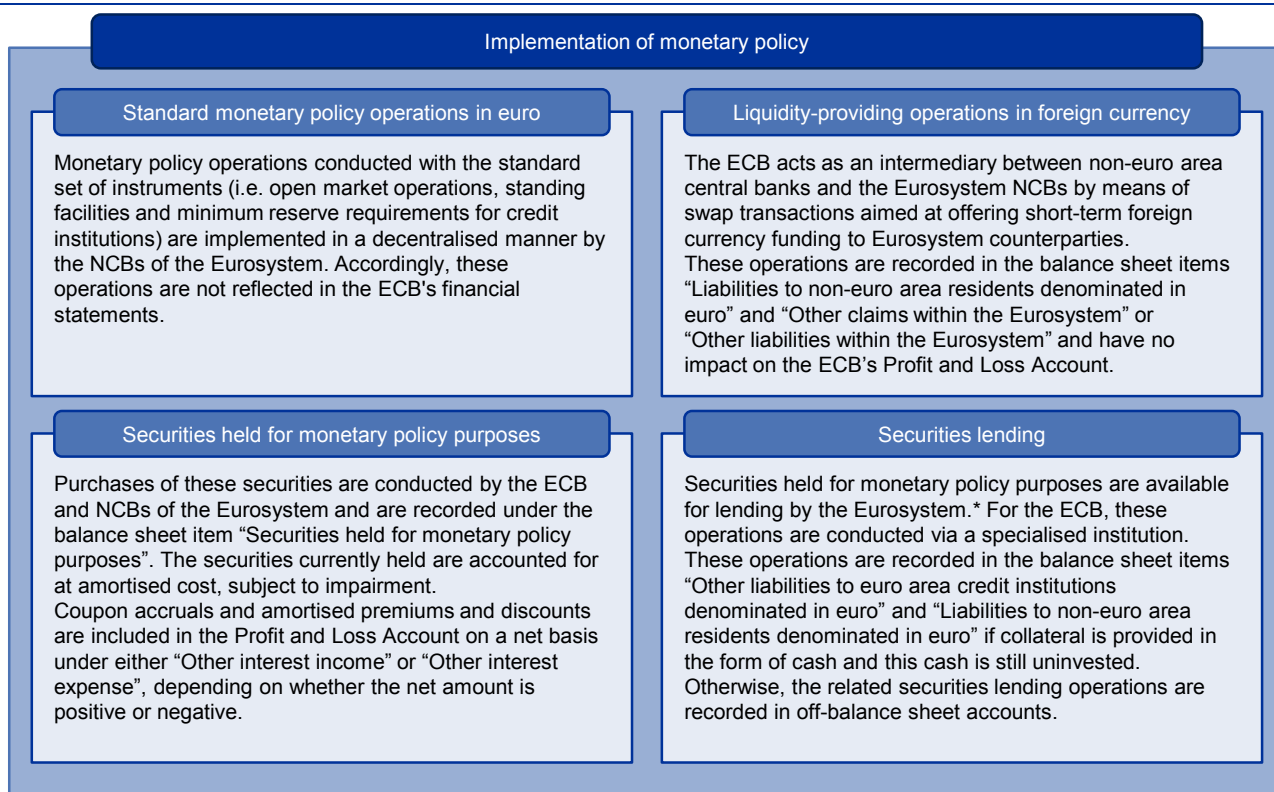 Implementation of monetary policy
Standard monetary policy operations in euro
Monetary policy operations conducted with the standard
set of instruments (i.e. open market operations, standing
facilities and minimum reserve requirements for credit
institutions) are implemented in a decentralised manner by
the NCBs of the Eurosystem. Accordingly, these
operations are not reflected in the ECB's financial
statements.
Liquidity-providing operations in foreign currency
The ECB acts as an intermediary between non-euro area
central banks and the Eurosystem NCBs by means of
swap transactions aimed at offering short-term foreign
currency funding to Eurosystem counterparties.
These operations are recorded in the balance sheet items
“Liabilities to non-euro area residents denominated in
euro” and “Other claims within the Eurosystem” or
“Other liabilities within the Eurosystem” and have no
impact on the ECB’s Profit and Loss Account.
Securities held for monetary policy purposes
Purchases of these securities are conducted by the ECB
and NCBs of the Eurosystem and are recorded under the
balance sheet item “Securities held for monetary policy
purposes”. The securities currently held are accounted for
at amortised cost, subject to impairment.
Coupon accruals and amortised premiums and discounts
are included in the Profit and Loss Account on a net basis
under either “Other interest income” or “Other interest
expense”, depending on whether the net amount is
positive or negative.
Securities lending
Securities held for monetary policy purposes are available
for lending by the Eurosystem.* For the ECB, these
operations are conducted via a specialised institution.
These operations are recorded in the balance sheet items
“Other liabilities to euro area credit institutions
denominated in euro” and “Liabilities to non-euro area
residents denominated in euro” if collateral is provided in
the form of cash and this cash is still uninvested.
Otherwise, the related securities lending operations are
recorded in off-balance sheet accounts.